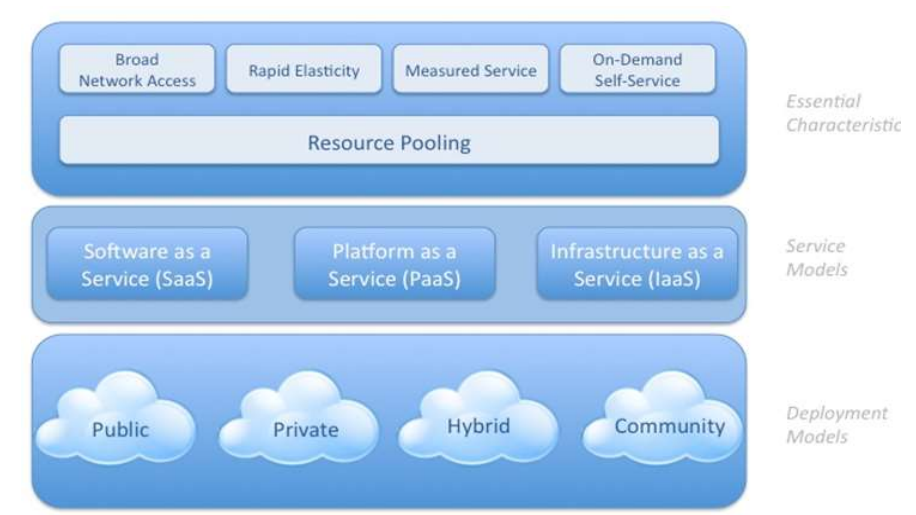 Broad
Network Access
Rapid Elasticity
Measured Service
On-Demand
Self-Service
Resource Pooling
Essential
Characteristic
Software as a
Service (SaaS)
Platform as a
Service (PaaS)
Infrastructure as a
Service (IaaS)
Service
Models
Public
Private
Hybrid
Community
Deployment
Models